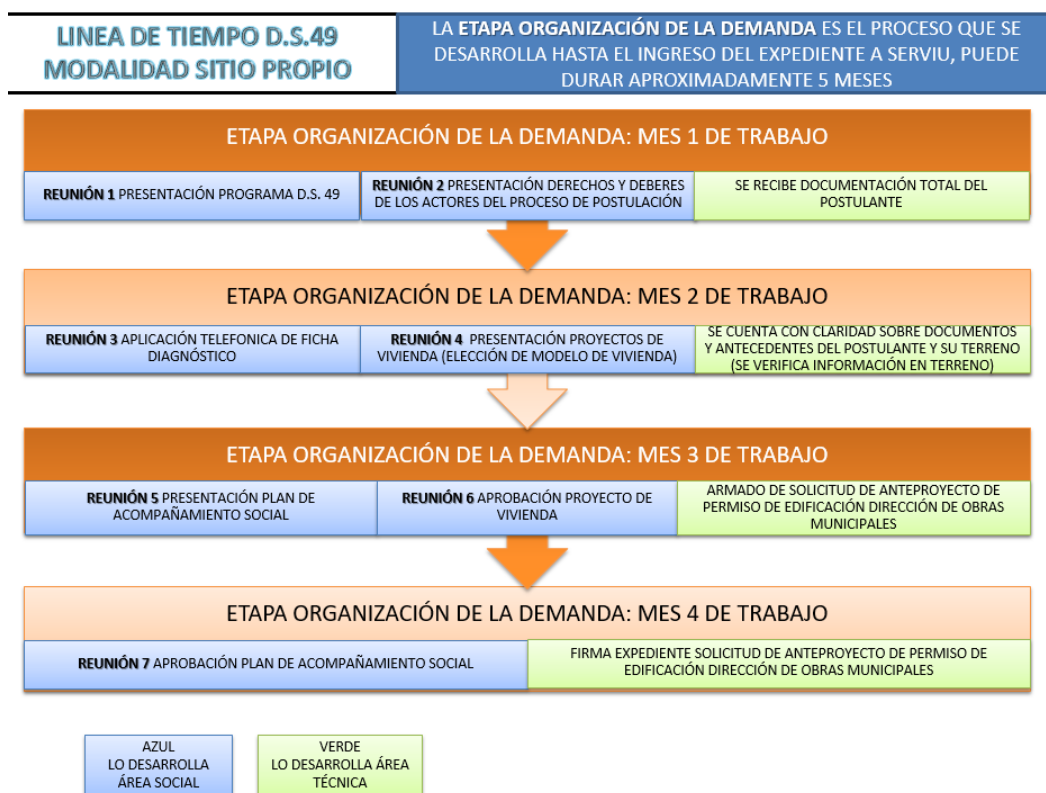 LINEA DE TIEMPO D.S.49
MODALIDAD SITIO PROPIO
LA ETAPA ORGANIZACIÓN DE LA DEMANDA ES EL PROCESO QUE SE
DESARROLLA HASTA EL INGRESO DEL EXPEDIENTE A SERVIU, PUEDE
DURAR APROXIMADAMENTE 5 MESES
ETAPA ORGANIZACIÓN DE LA DEMANDA: MES 1 DE TRABAJO
REUNIÓN 1 PRESENTACIÓN PROGRAMA D.S. 49
REUNIÓN 2 PRESENTACIÓN DERECHOS Y DEBERES
DE LOS ACTORES DEL PROCESO DE POSTULACIÓN
SE RECIBE DOCUMENTACIÓN TOTAL DEL
POSTULANTE
ETAPA ORGANIZACIÓN DE LA DEMANDA: MES 2 DE TRABAJO
REUNIÓN 3 APLICACIÓN TELEFONICA DE FICHA
DIAGNÓSTICO
REUNIÓN 4 PRESENTACIÓN PROYECTOS DE
VIVIENDA (ELECCIÓN DE MODELO DE VIVIENDA)
SE CUENTA CON CLARIDAD SOBRE DOCUMENTOS
Y ANTECEDENTES DEL POSTULANTE Y SU TERRENO
(SE VERIFICA INFORMACIÓN EN TERRENO)
ETAPA ORGANIZACIÓN DE LA DEMANDA: MES 3 DE TRABAJO
REUNIÓN 5 PRESENTACIÓN PLAN DE
ACOMPAÑAMIENTO SOCIAL
REUNIÓN 6 APROBACIÓN PROYECTO DE
VIVIENDA
ARMADO DE SOLICITUD DE ANTEPROYECTO DE
PERMISO DE EDIFICACIÓN DIRECCIÓN DE OBRAS
MUNICIPALES
ETAPA ORGANIZACIÓN DE LA DEMANDA: MES 4 DE TRABAJO
REUNIÓN 7 APROBACIÓN PLAN DE ACOMPAÑAMIENTO SOCIAL
FIRMA EXPEDIENTE SOLICITUD DE ANTEPROYECTO DE PERMISO DE
EDIFICACIÓN DIRECCIÓN DE OBRAS MUNICIPALES
AZUL
LO DESARROLLA
ÁREA SOCIAL
VERDE
LO DESARROLLA ÁREA
TÉCNICA